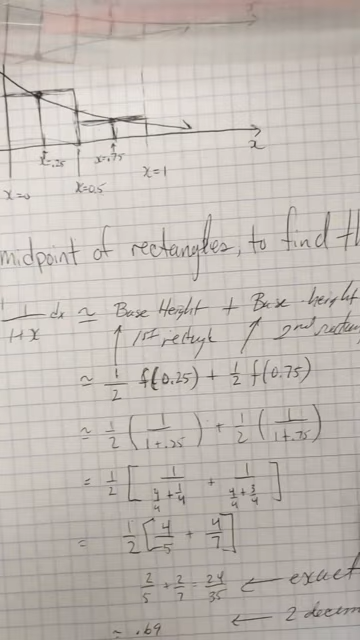 x
x=.25 x=.75
x=0 x=0.5 x=1
midpoint of rectangles, to find th
1/(1+x) dx ≈ Base·Height + Base·height
1st rectangle 2nd rectan
≈ 1/2 f(0.25) + 1/2 f(0.75)
≈ 1/2 (1/(1+.25)) + 1/2 (1/(1+.75))
= 1/2 [1/(4/4+1/4) + 1/(4/4+3/4)]
= 1/2 [4/5 + 4/7]
2/5 + 2/7 = 24/35 ← exact
≈ .69 ← 2 decim